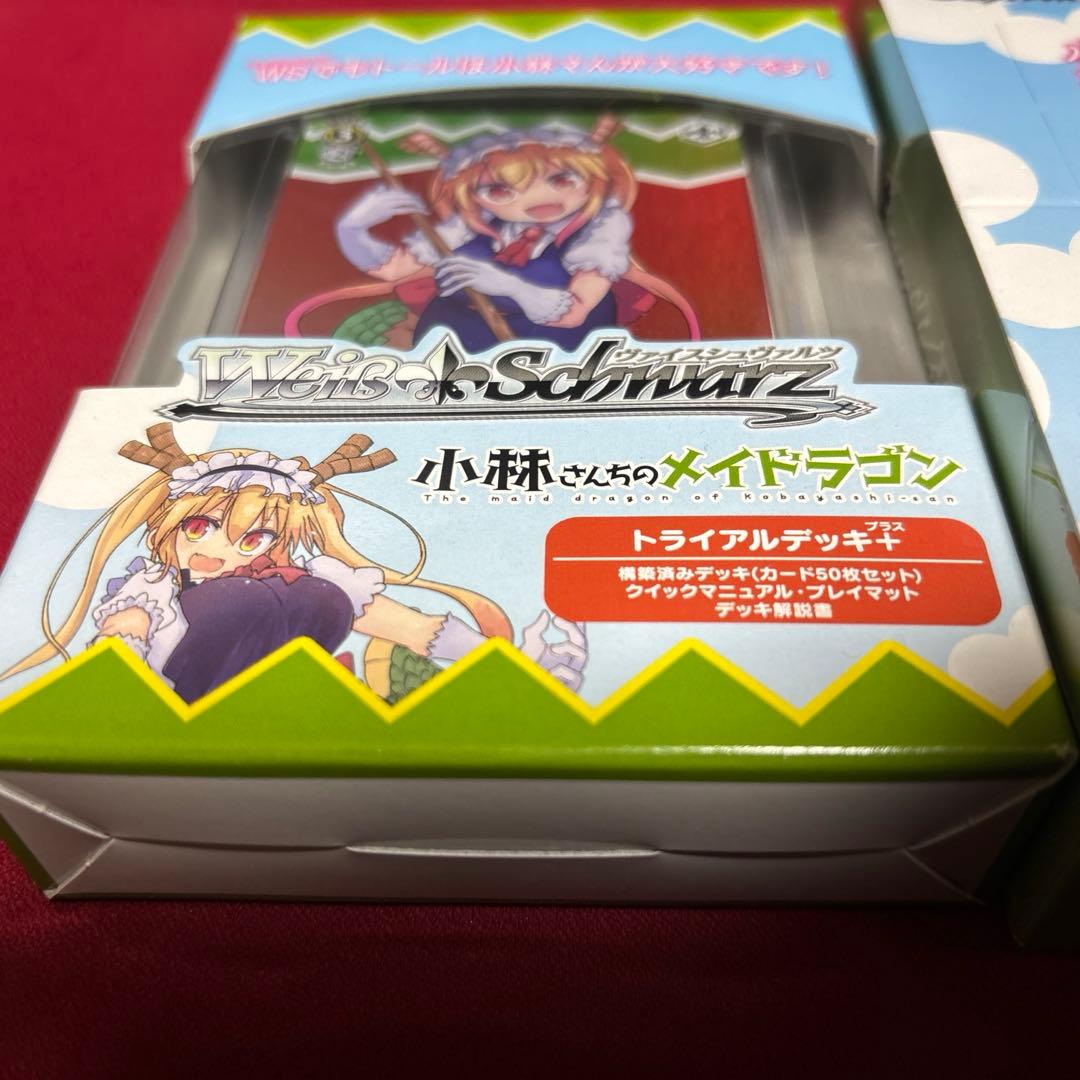 WSでもトールは小林さんが大好きです!
ヴァイスシュヴァルツ
Weiß Schwarz
小林さんちのメイドラゴン
The maid dragon of Kobayashi-san
プラス
トライアルデッキ+
構築済みデッキ(カード50枚セット)
クイックマニュアル・プレイマット
デッキ解説書